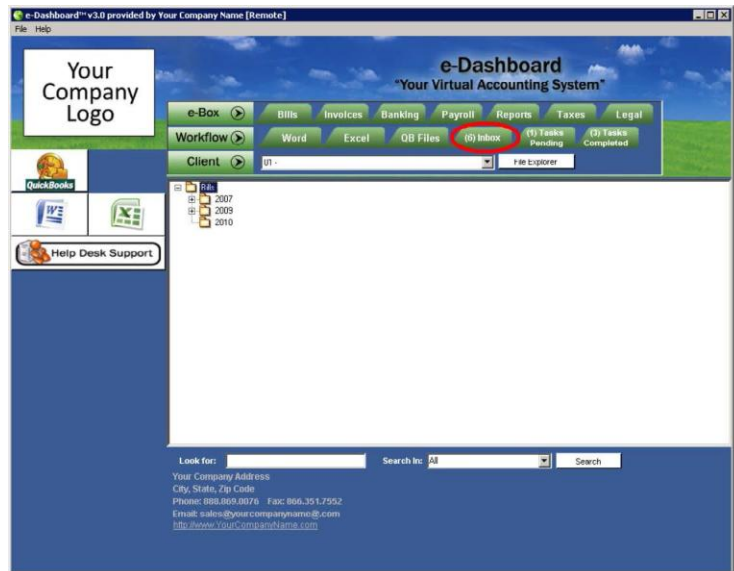 e-Dashboard™ v3.0 provided by Your Company Name [Remote]
File Help
Your
Company
Logo
e-Dashboard
"Your Virtual Accounting System"
e-Box Bills Invoices Banking Payroll Reports Taxes Legal
Workflow Word Excel QB Files (6) Inbox (1) Tasks Pending (3) Tasks Completed
Client 01 - File Explorer
QuickBooks
Help Desk Support
Bills
2007
2009
2010
Look for: Search In: All Search
Your Company Address
City, State, Zip Code
Phone: 888.869.0076 Fax: 866.351.7552
Email: sales@yourcompanyname@.com
http://www.YourCompanyName.com